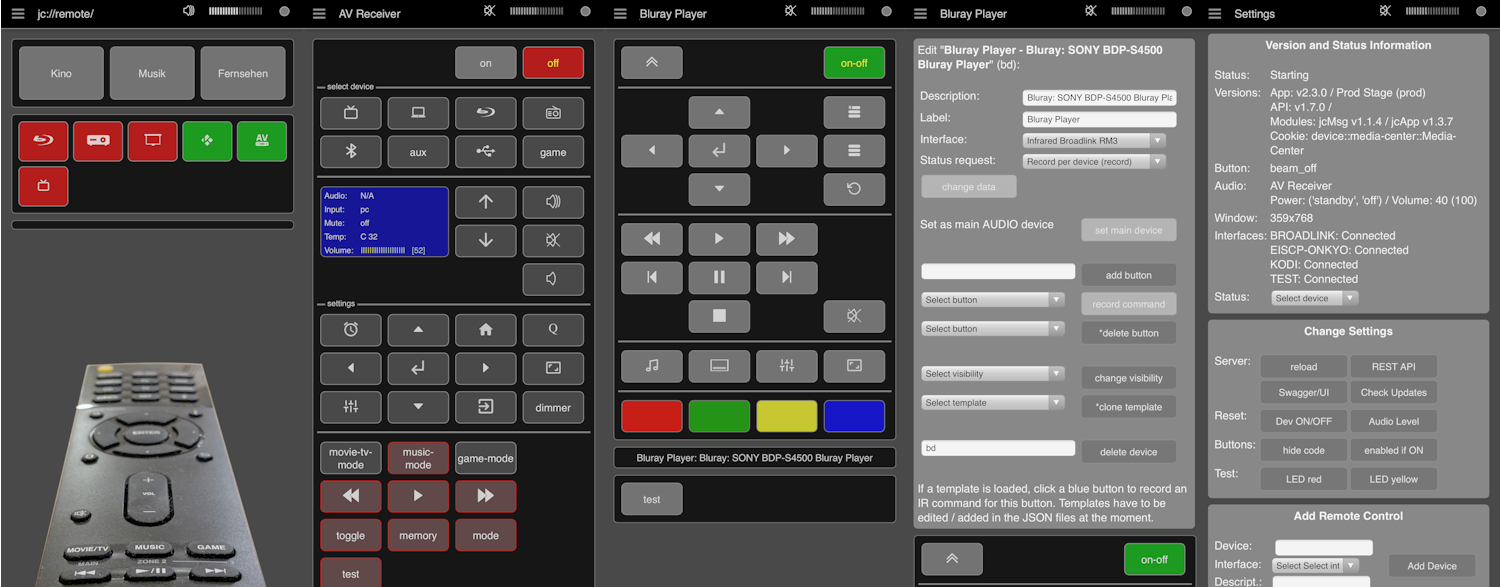 jc://remote/
Kino
Musik
Fernsehen
AV
ENTER
VOL
MOVIE/TV
MUSIC
GAME
MAIN
ZONE 2
AV Receiver
on
off
select device
aux
game
Audio: N/A
Input: pc
Mute: off
Temp: C 32
Volume: [52]
settings
Q
dimmer
movie-tv-mode
music-mode
game-mode
toggle
memory
mode
test
Bluray Player
on-off
Bluray Player: Bluray: SONY BDP-S4500 Bluray Player
test
Bluray Player
Edit "Bluray Player - Bluray: SONY BDP-S4500
Bluray Player" (bd):
Description: Bluray: SONY BDP-S4500 Bluray Pla
Label: Bluray Player
Interface: Infrared Broadlink RM3
Status request: Record per device (record)
change data
Set as main AUDIO device set main device
add button
Select button record command
Select button *delete button
Select visibility change visibility
Select template *clone template
bd delete device
If a template is loaded, click a blue button to record an
IR command for this button. Templates have to be
edited / added in the JSON files at the moment.
on-off
Settings
Version and Status Information
Status: Starting
Versions: App: v2.3.0 / Prod Stage (prod)
API: v1.7.0 /
Modules: jcMsg v1.1.4 / jcApp v1.3.7
Cookie: device::media-center::Media-
Center
Button: beam_off
Audio: AV Receiver
Power: ('standby', 'off') / Volume: 40 (100)
Window: 359x768
Interfaces: BROADLINK: Connected
EISCP-ONKYO: Connected
KODI: Connected
TEST: Connected
Status: Select device
Change Settings
Server: reload REST API
Swagger/UI Check Updates
Reset: Dev ON/OFF Audio Level
Buttons: hide code enabled if ON
Test: LED red LED yellow
Add Remote Control
Device:
Interface: Select Select int Add Device
Descript.: